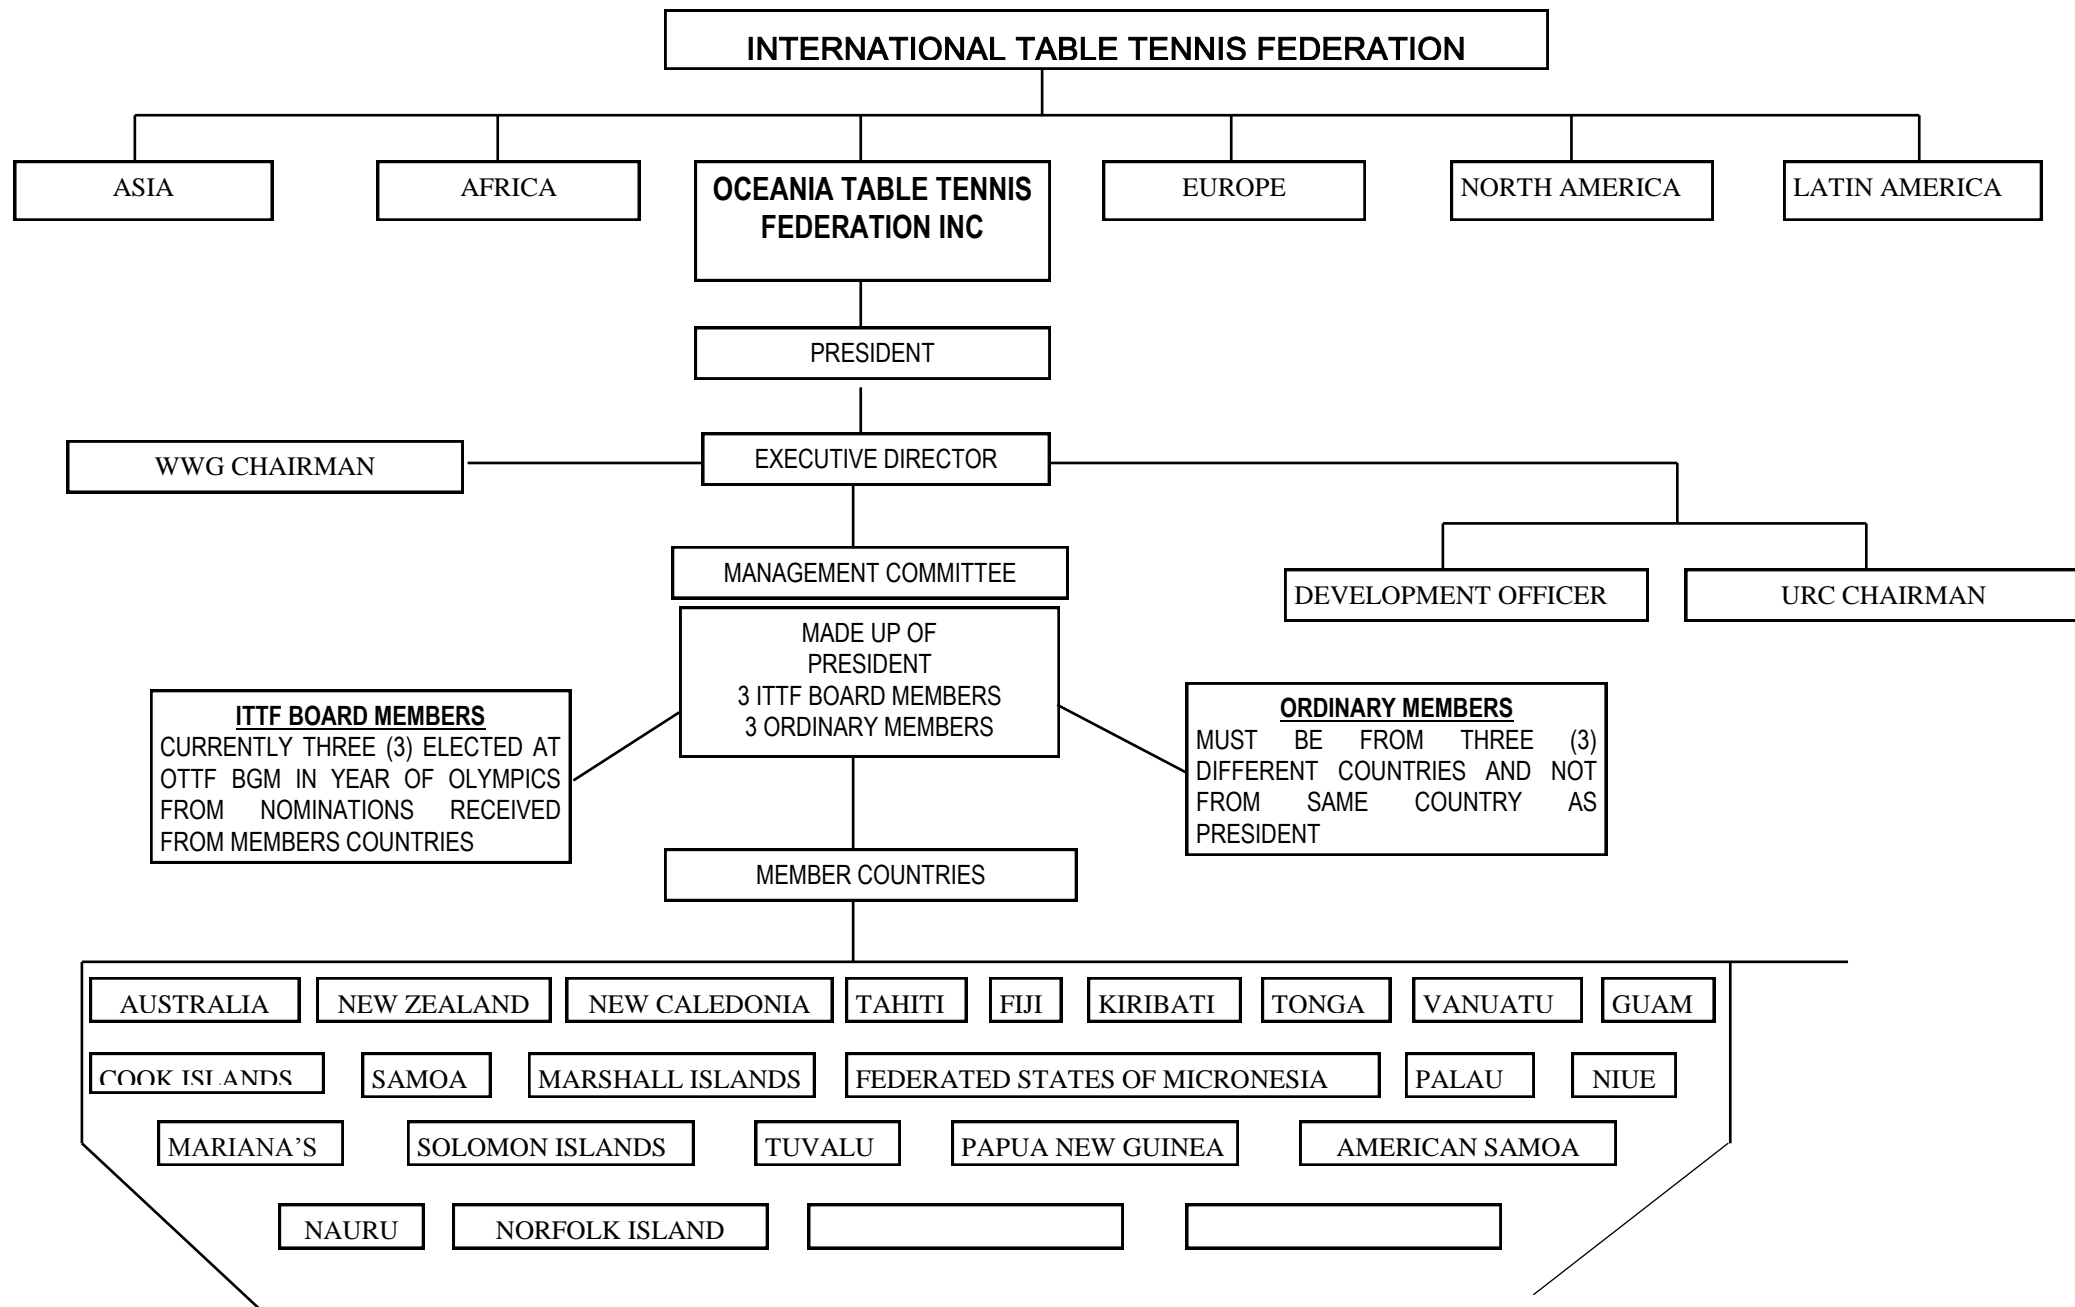 INTERNATIONAL TABLE TENNIS FEDERATION
ASIA
AFRICA
OCEANIA TABLE TENNIS
FEDERATION INC
EUROPE
NORTH AMERICA
LATIN AMERICA
PRESIDENT
WWG CHAIRMAN
EXECUTIVE DIRECTOR
MANAGEMENT COMMITTEE
DEVELOPMENT OFFICER
URC CHAIRMAN
MADE UP OF
PRESIDENT
3 ITTF BOARD MEMBERS
3 ORDINARY MEMBERS
ITTF BOARD MEMBERS
CURRENTLY THREE (3) ELECTED AT
OTTF BGM IN YEAR OF OLYMPICS
FROM NOMINATIONS RECEIVED
FROM MEMBERS COUNTRIES
ORDINARY MEMBERS
MUST BE FROM THREE (3)
DIFFERENT COUNTRIES AND NOT
FROM SAME COUNTRY AS
PRESIDENT
MEMBER COUNTRIES
AUSTRALIA
NEW ZEALAND
NEW CALEDONIA
TAHITI
FIJI
KIRIBATI
TONGA
VANUATU
GUAM
COOK ISLANDS
SAMOA
MARSHALL ISLANDS
FEDERATED STATES OF MICRONESIA
PALAU
NIUE
MARIANA’S
SOLOMON ISLANDS
TUVALU
PAPUA NEW GUINEA
AMERICAN SAMOA
NAURU
NORFOLK ISLAND